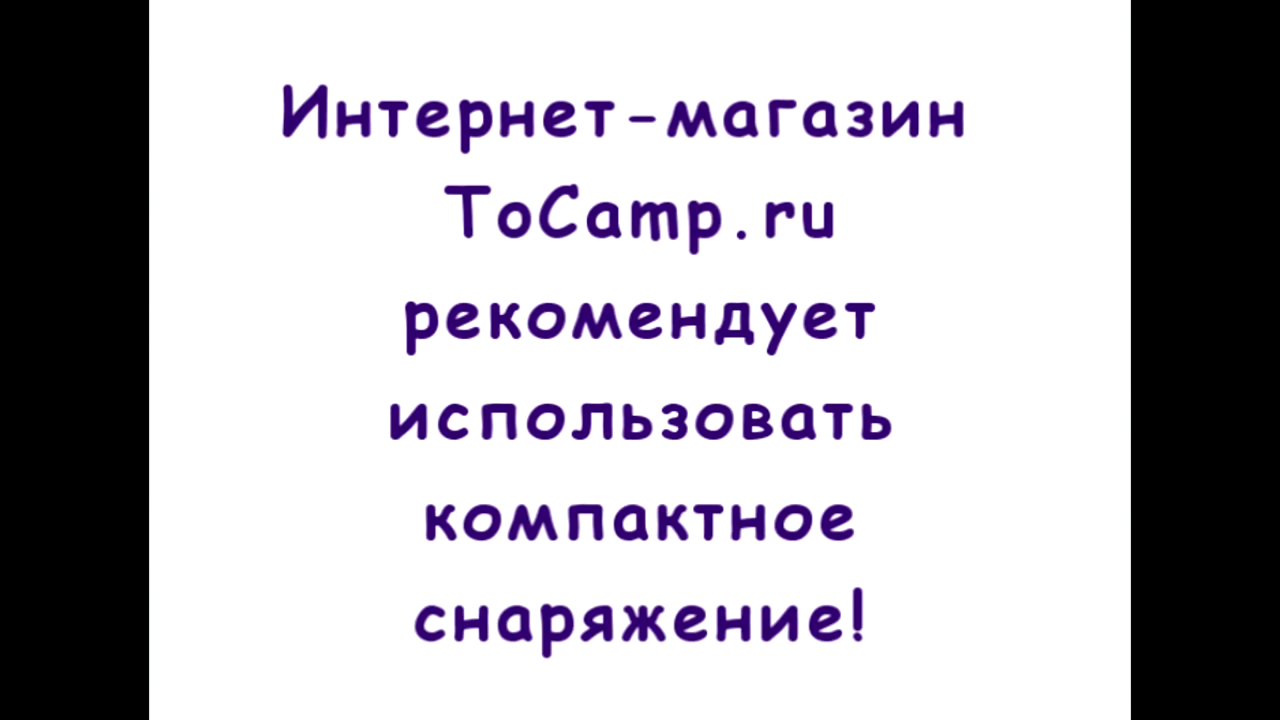 Интернет-магазин
ToCamp.ru
рекомендует
использовать
компактное
снаряжение!